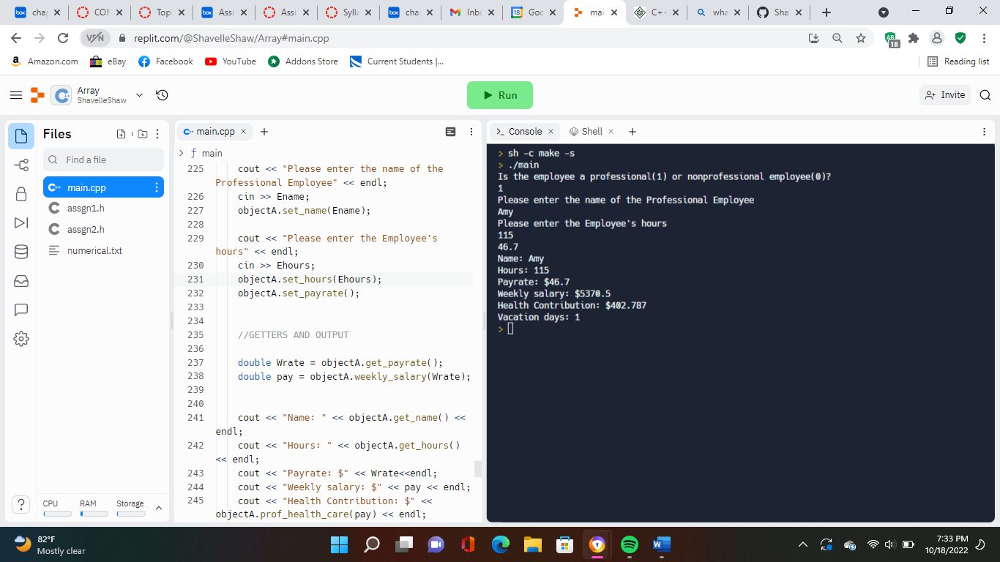 chap
COM
Topi
Assi
Assi
Sylla
chap
Inbo
18
Goo
mai
C++
wha
Sha
VPN
replit.com/@ShavelleShaw/Array#main.cpp
18
Amazon.com
eBay
Facebook
YouTube
Addons Store
Current Students |...
Reading list
Array
ShavelleShaw
Run
Invite
Files
Find a file
main.cpp
assgn1.h
assgn2.h
numerical.txt
CPU
RAM
Storage
main.cpp
main
225 cout << "Please enter the name of the
Professional Employee" << endl;
226 cin >> Ename;
227 objectA.set_name(Ename);
228
229 cout << "Please enter the Employee's
hours" << endl;
230 cin >> Ehours;
231 objectA.set_hours(Ehours);
232 objectA.set_payrate();
233
234
235 //GETTERS AND OUTPUT
236
237 double Wrate = objectA.get_payrate();
238 double pay = objectA.weekly_salary(Wrate);
239
240
241 cout << "Name: " << objectA.get_name() <<
endl;
242 cout << "Hours: " << objectA.get_hours()
<< endl;
243 cout << "Payrate: $" << Wrate<<endl;
244 cout << "Weekly salary: $" << pay << endl;
245 cout << "Health Contribution: $" <<
objectA.prof_health_care(pay) << endl;
Console
Shell
> sh -c make -s
> ./main
Is the employee a professional(1) or nonprofessional employee(0)?
1
Please enter the name of the Professional Employee
Amy
Please enter the Employee's hours
115
46.7
Name: Amy
Hours: 115
Payrate: $46.7
Weekly salary: $5370.5
Health Contribution: $402.787
Vacation days: 1
>
82°F
Mostly clear
7:33 PM
10/18/2022